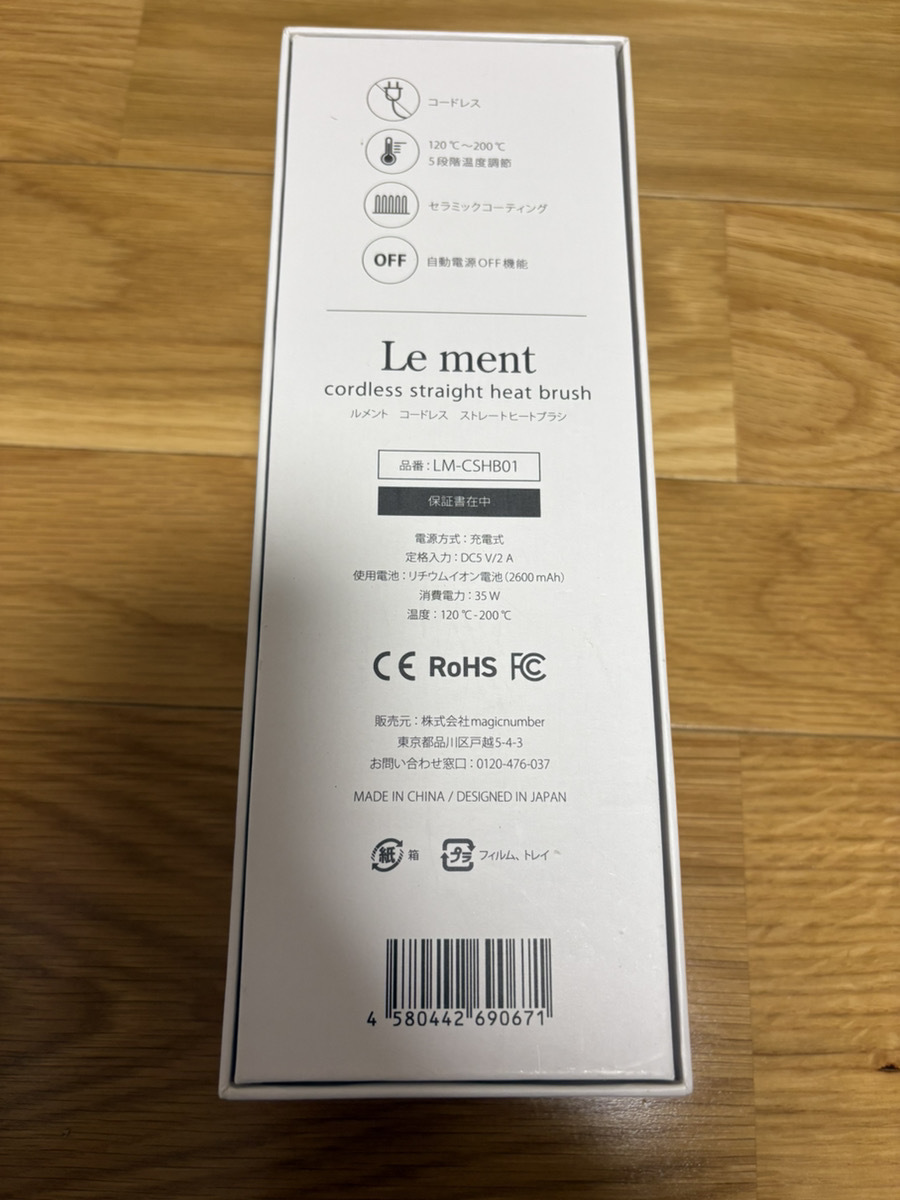 コードレス
120℃〜200℃
5段階温度調節
セラミックコーティング
OFF
自動電源OFF機能
Le ment
cordless straight heat brush
ルメント コードレス ストレートヒートブラシ
品番:LM-CSHB01
保証書在中
電源方式:充電式
定格入力:DC5 V/2 A
使用電池:リチウムイオン電池(2600 mAh)
消費電力:35 W
温度:120 ℃-200 ℃
CE RoHS FC
販売元:株式会社magicnumber
東京都品川区戸越5-4-3
お問い合わせ窓口:0120-476-037
MADE IN CHINA / DESIGNED IN JAPAN
紙 箱 プラ フィルム、トレイ
4 580442 690671